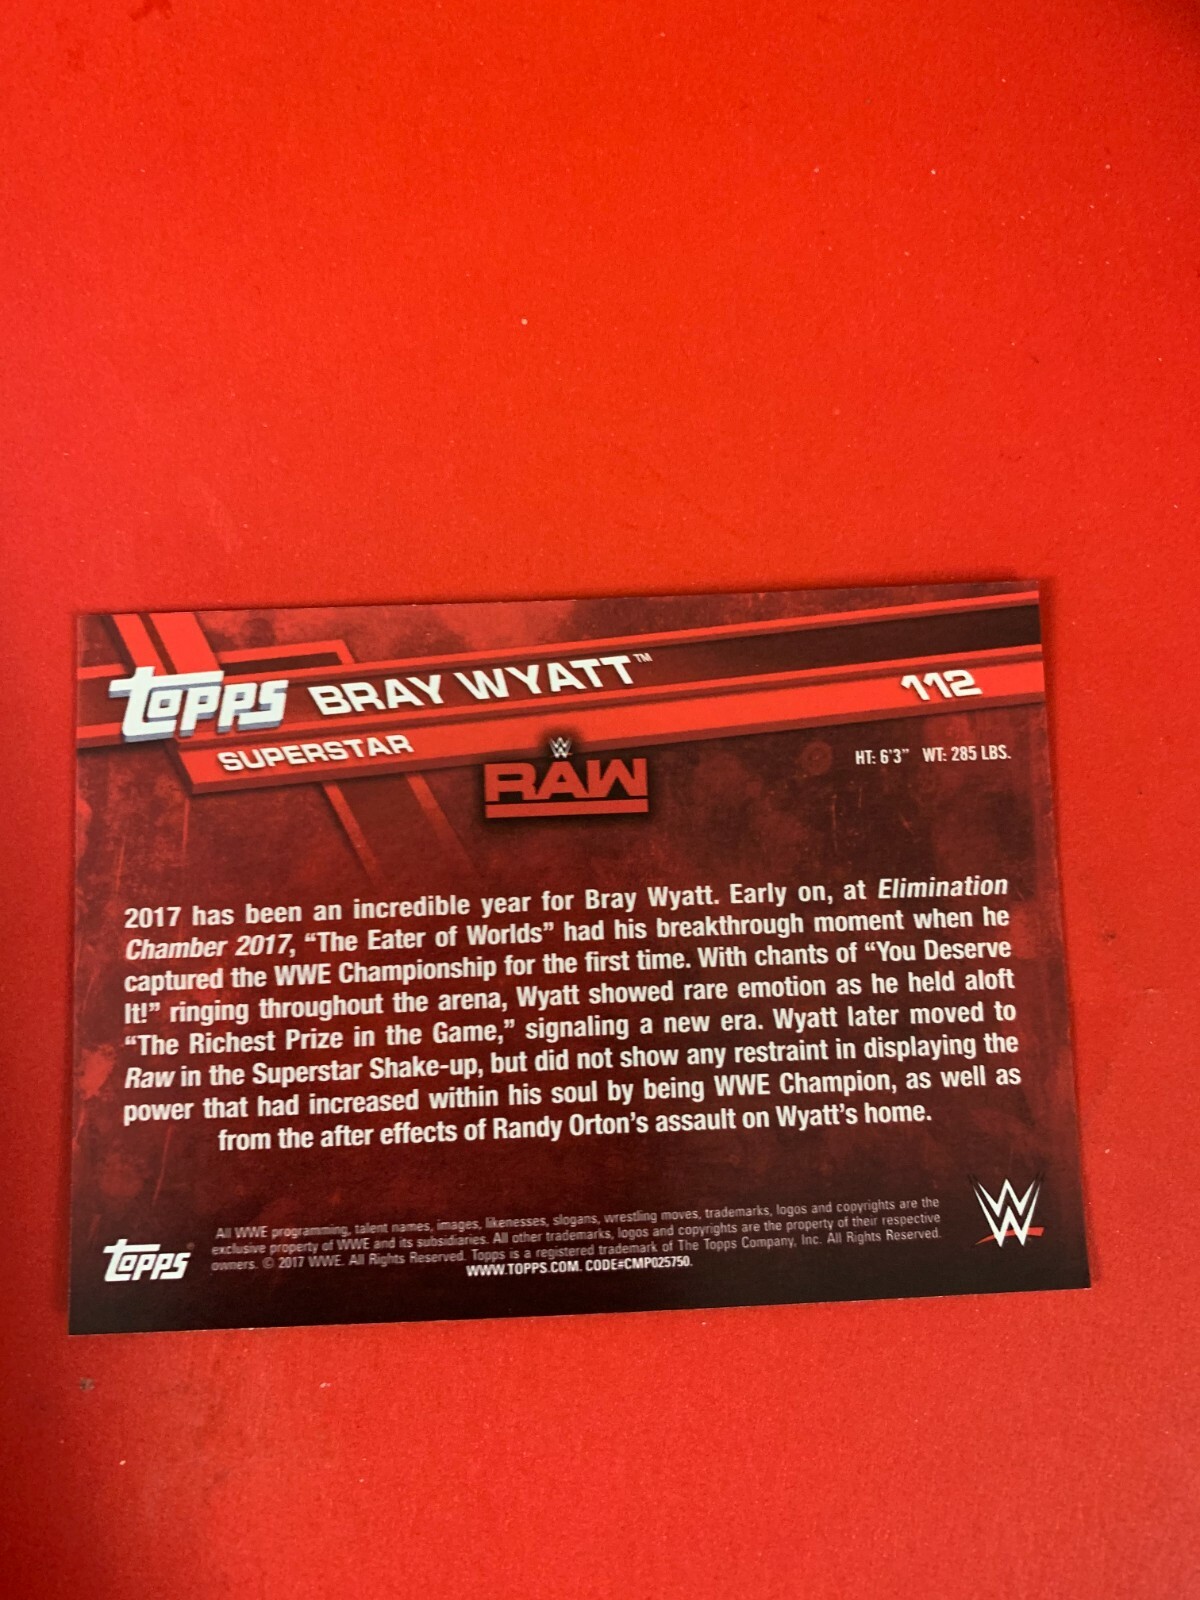 topps BRAY WYATT™
112
SUPERSTAR
W
RAW
HT: 6'3" WT: 285 LBS.
2017 has been an incredible year for Bray Wyatt. Early on, at Elimination
Chamber 2017, “The Eater of Worlds” had his breakthrough moment when he
captured the WWE Championship for the first time. With chants of “You Deserve
It!” ringing throughout the arena, Wyatt showed rare emotion as he held aloft
“The Richest Prize in the Game,” signaling a new era. Wyatt later moved to
Raw in the Superstar Shake-up, but did not show any restraint in displaying the
power that had increased within his soul by being WWE Champion, as well as
from the after effects of Randy Orton’s assault on Wyatt’s home.
All WWE programming, talent names, images, likenesses, slogans, wrestling moves, trademarks, logos and copyrights are the
exclusive property of WWE and its subsidiaries. All other trademarks, logos and copyrights are the property of their respective
owners. © 2017 WWE. All Rights Reserved. Topps is a registered trademark of The Topps Company, Inc. All Rights Reserved.
WWW.TOPPS.COM. CODE#CMP025750.
topps®
W